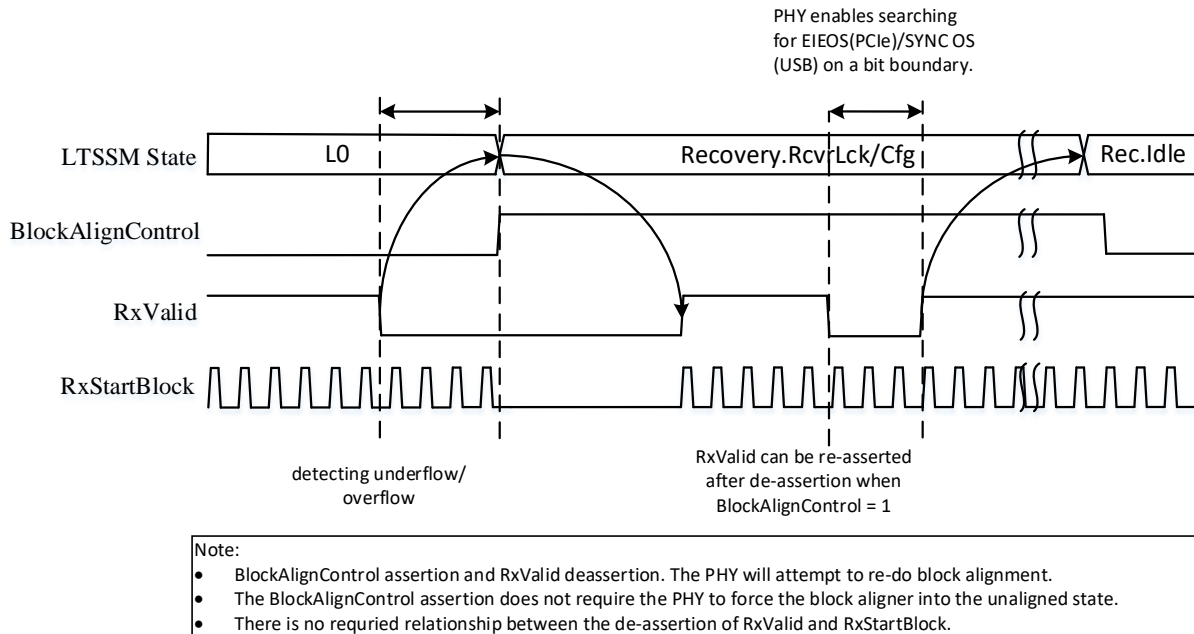 PHY enables searching
for EIEOS(PCIe)/SYNC OS
(USB) on a bit boundary.
LTSSM State
L0
Recovery.RcvrLck/Cfg
Rec.Idle
BlockAlignControl
RxValid
RxStartBlock
detecting underflow/
overflow
RxValid can be re-asserted
after de-assertion when
BlockAlignControl = 1
Note:
• BlockAlignControl assertion and RxValid deassertion. The PHY will attempt to re-do block alignment.
• The BlockAlignControl assertion does not require the PHY to force the block aligner into the unaligned state.
• There is no requried relationship between the de-assertion of RxValid and RxStartBlock.